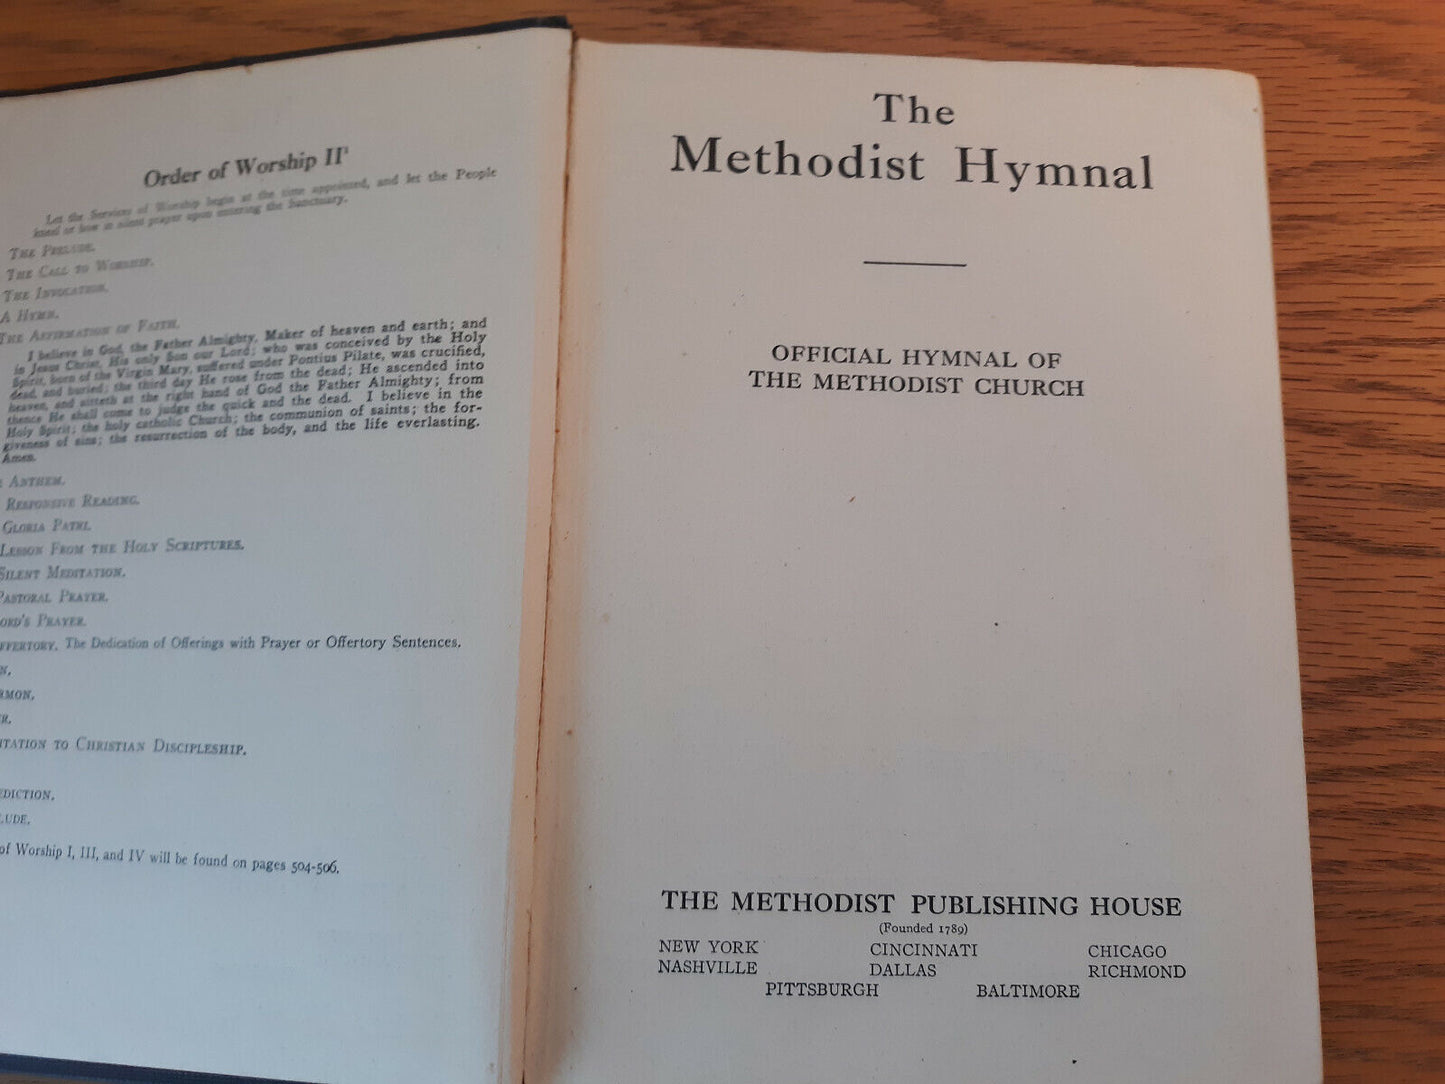 Order of Worship II¹
Let the Services of Worship begin at the time appointed, and let the People
kneel or bow in silent prayer upon entering the Sanctuary.
THE PRELUDE.
THE CALL TO WORSHIP.
THE INVOCATION.
A HYMN.
THE AFFIRMATION OF FAITH.
I believe in God, the Father Almighty, Maker of heaven and earth; and
in Jesus Christ, His only Son our Lord; who was conceived by the Holy
Spirit, born of the Virgin Mary, suffered under Pontius Pilate, was crucified,
dead, and buried; the third day He rose from the dead; He ascended into
heaven, and sitteth at the right hand of God the Father Almighty; from
thence He shall come to judge the quick and the dead. I believe in the
Holy Spirit; the holy catholic Church; the communion of saints; the for-
giveness of sins; the resurrection of the body, and the life everlasting.
Amen.
ANTHEM.
RESPONSIVE READING.
GLORIA PATRI.
LESSON FROM THE HOLY SCRIPTURES.
SILENT MEDITATION.
PASTORAL PRAYER.
ORD'S PRAYER.
FFERTORY. The Dedication of Offerings with Prayer or Offertory Sentences.
N.
RMON.
R.
ITATION TO CHRISTIAN DISCIPLESHIP.
EDICTION.
LUDE.
of Worship I, III, and IV will be found on pages 504-506.
The
Methodist Hymnal
OFFICIAL HYMNAL OF
THE METHODIST CHURCH
THE METHODIST PUBLISHING HOUSE
(Founded 1789)
NEW YORK CINCINNATI CHICAGO
NASHVILLE DALLAS RICHMOND
PITTSBURGH BALTIMORE